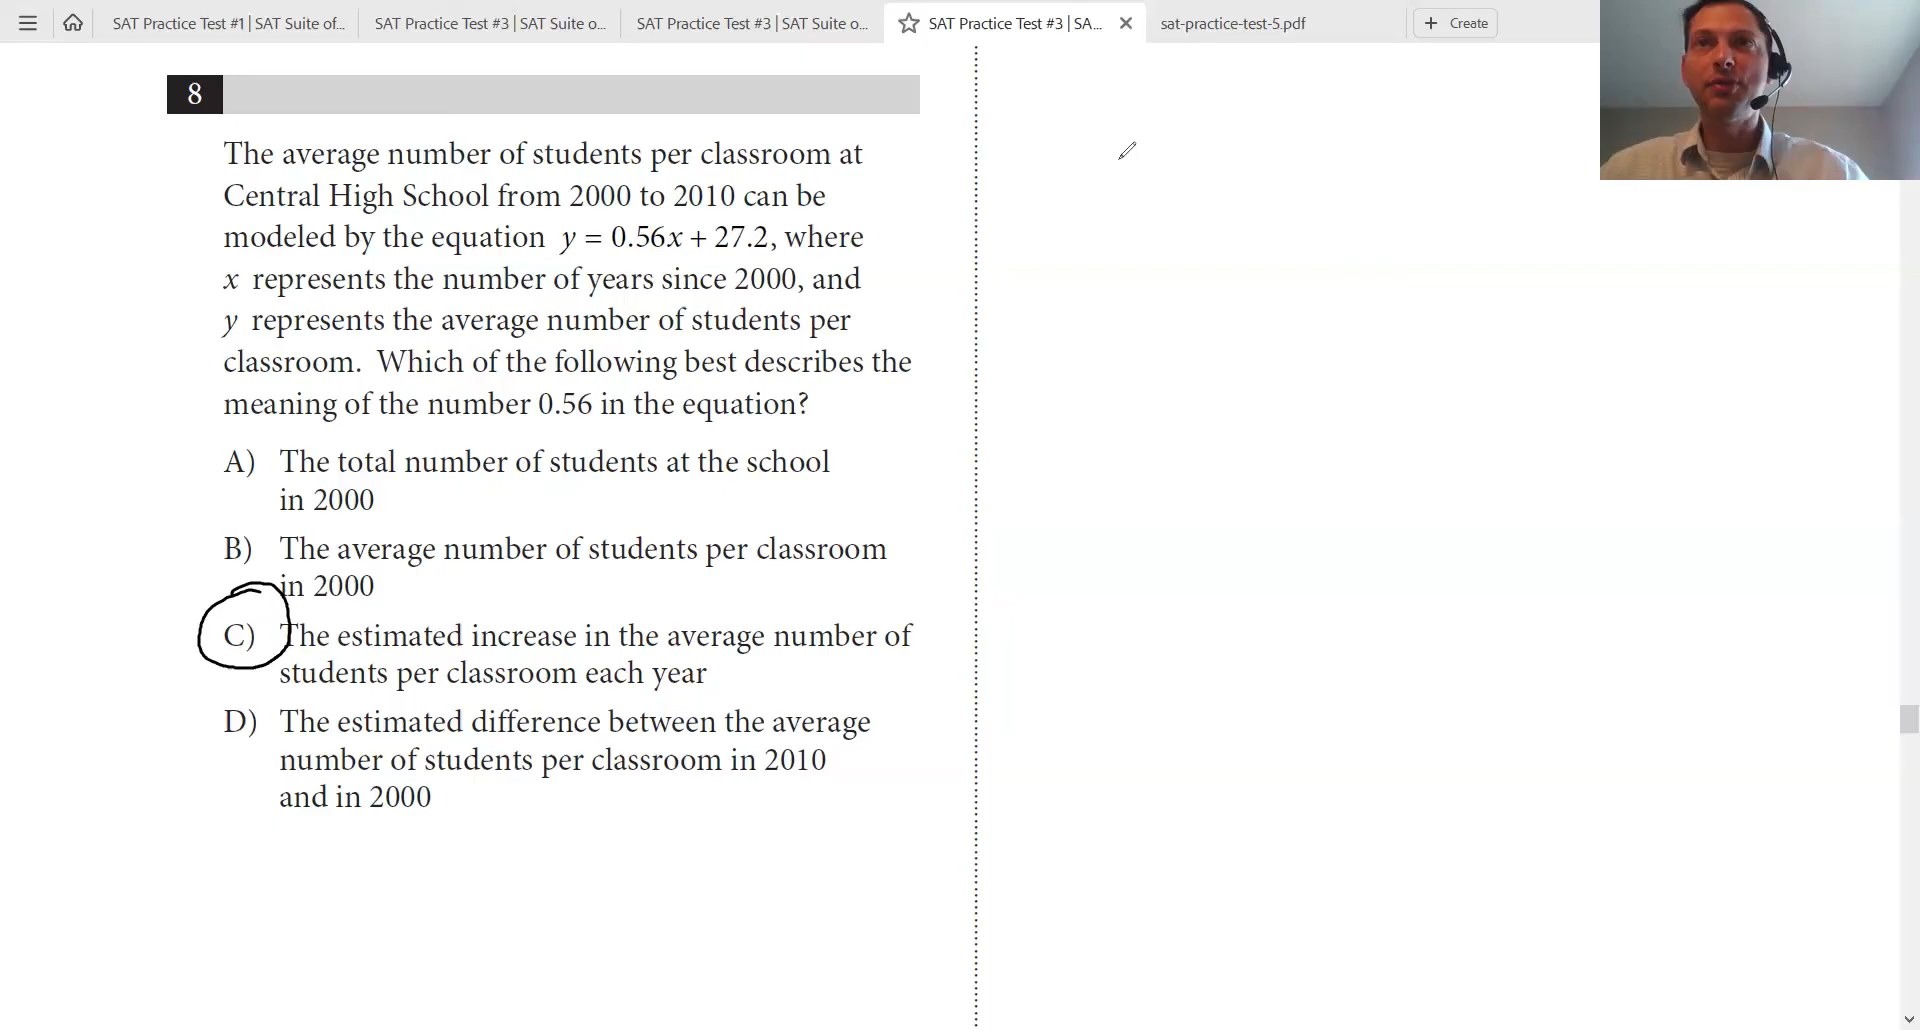 SAT Practice Test #1 | SAT Suite of...
SAT Practice Test #3 | SAT Suite o...
SAT Practice Test #3 | SAT Suite o...
SAT Practice Test #3 | SA...
sat-practice-test-5.pdf
+ Create
8
The average number of students per classroom at
Central High School from 2000 to 2010 can be
modeled by the equation y = 0.56x + 27.2, where
x represents the number of years since 2000, and
y represents the average number of students per
classroom. Which of the following best describes the
meaning of the number 0.56 in the equation?
A) The total number of students at the school
in 2000
B) The average number of students per classroom
in 2000
C) The estimated increase in the average number of
students per classroom each year
D) The estimated difference between the average
number of students per classroom in 2010
and in 2000